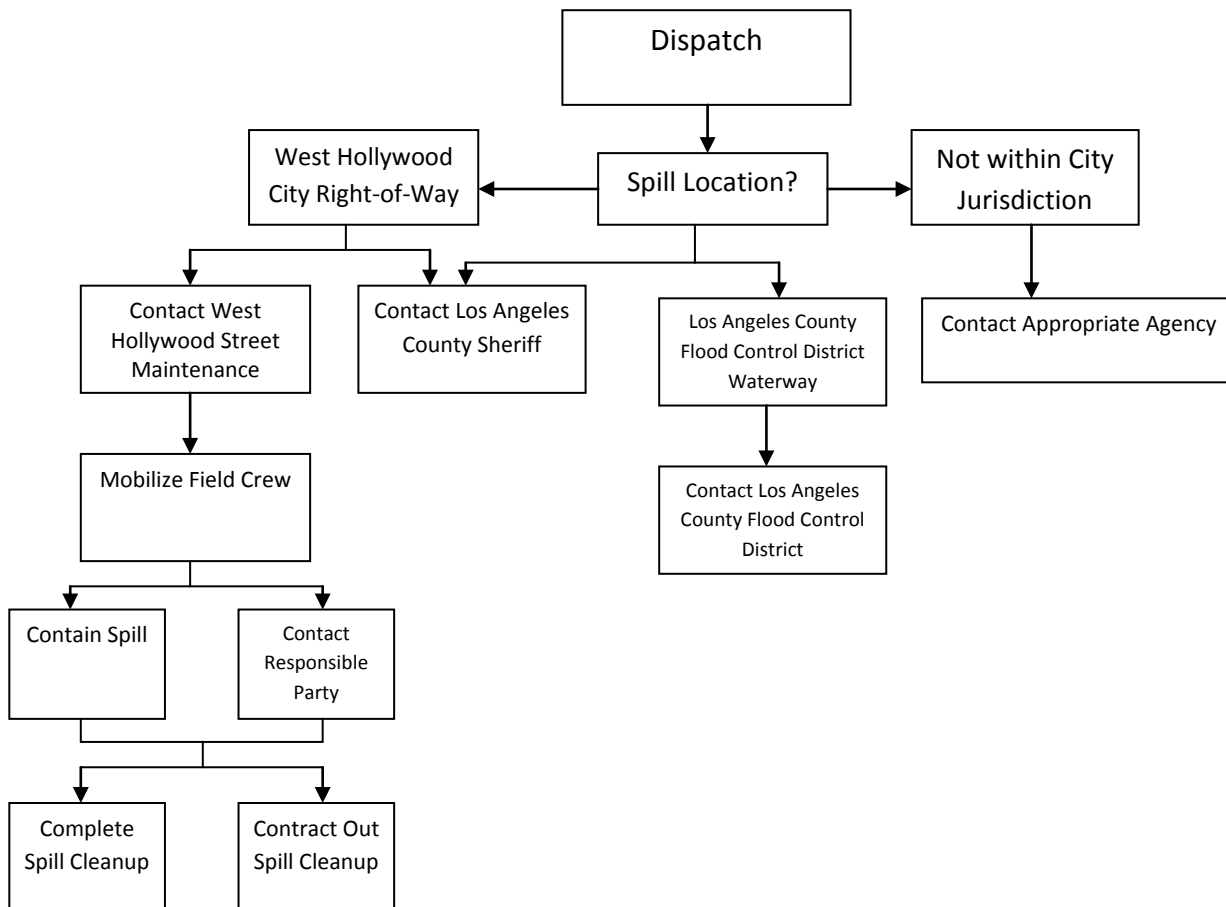 Dispatch
West Hollywood
City Right-of-Way
Spill Location?
Not within City
Jurisdiction
Contact West
Hollywood Street
Maintenance
Contact Los Angeles
County Sheriff
Los Angeles County
Flood Control District
Waterway
Contact Appropriate Agency
Mobilize Field Crew
Contact Los Angeles
County Flood Control
District
Contain Spill
Contact
Responsible
Party
Complete
Spill Cleanup
Contract Out
Spill Cleanup